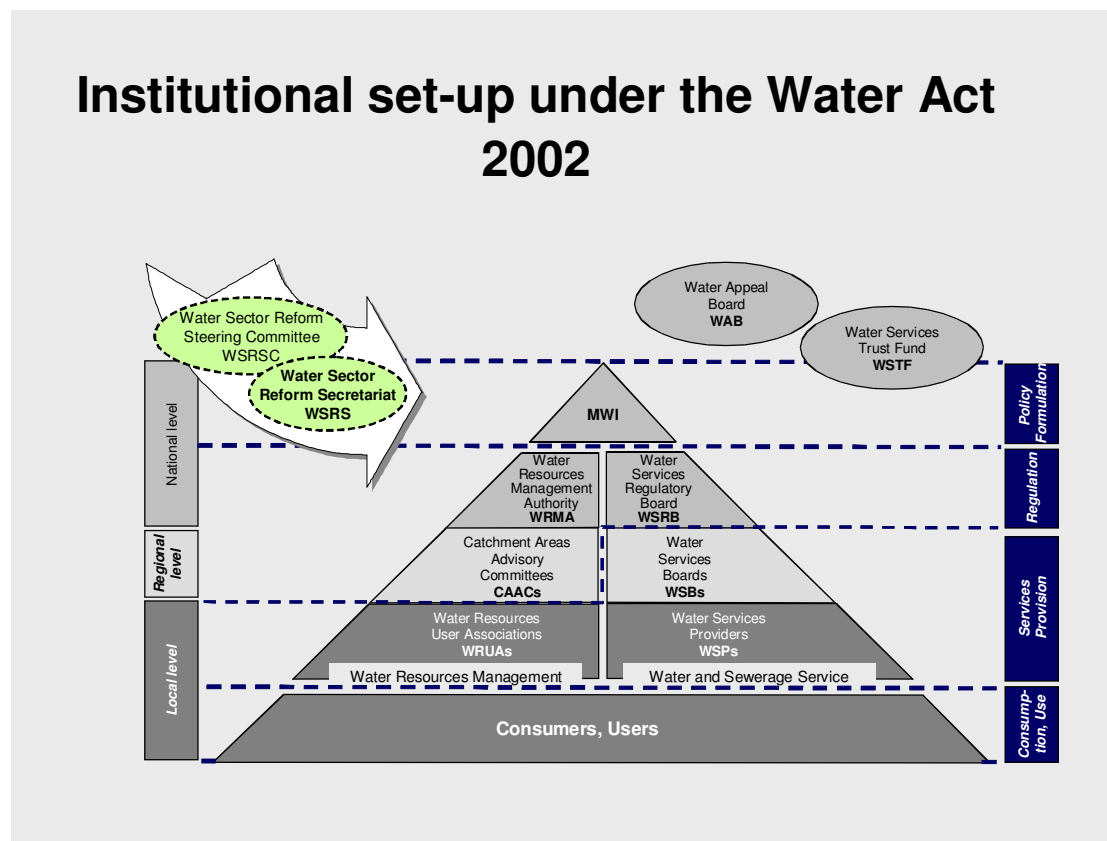 Institutional set-up under the Water Act
2002
Water Sector Reform
Steering Committee
WSRSC
Water Sector
Reform Secretariat
WSRS
Water Appeal
Board
WAB
Water Services
Trust Fund
WSTF
National level
Regional
level
Local level
MWI
Water
Resources
Management
Authority
WRMA
Water
Services
Regulatory
Board
WSRB
Catchment Areas
Advisory
Committees
CAACs
Water
Services
Boards
WSBs
Water Resources
User Associations
WRUAs
Water Services
Providers
WSPs
Water Resources Management
Water and Sewerage Service
Consumers, Users
Policy
Formulation
Regulation
Services
Provision
Consump-
tion, Use